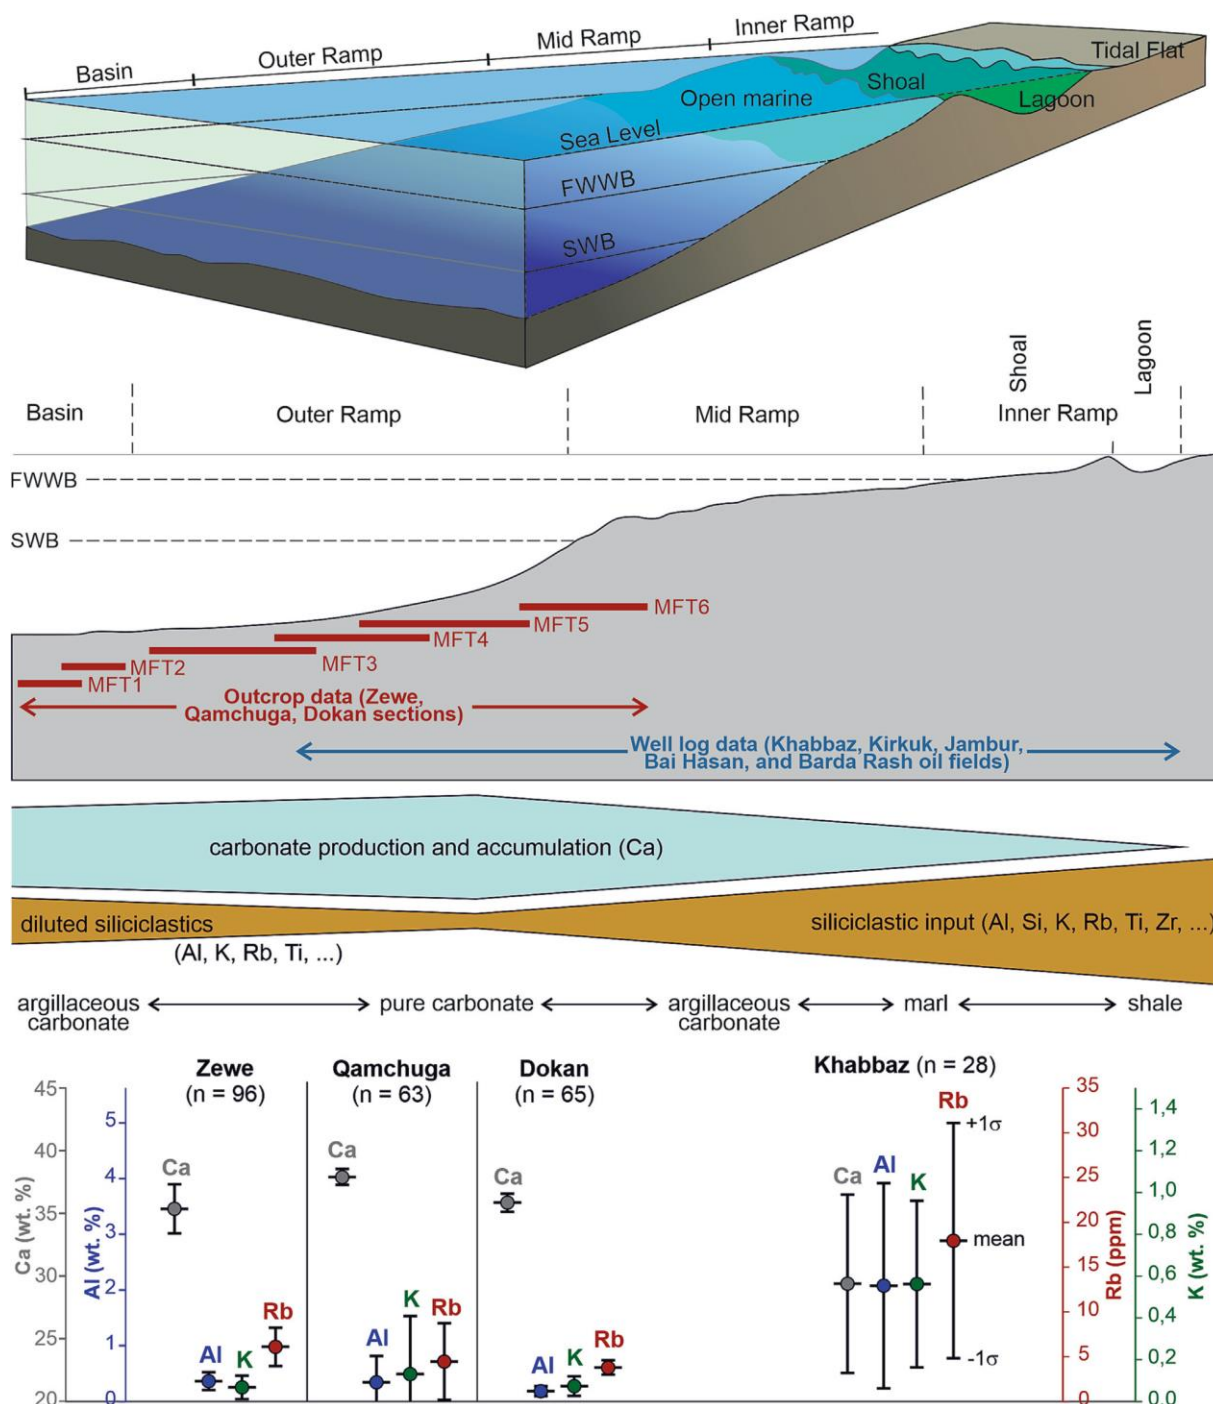 Basin
Outer Ramp
Mid Ramp
Inner Ramp
Tidal Flat
Shoal
Lagoon
Open marine
Sea Level
FWWB
SWB
Shoal
Lagoon
Basin
Outer Ramp
Mid Ramp
Inner Ramp
FWWB
SWB
MFT6
MFT5
MFT4
MFT3
MFT2
MFT1
Outcrop data (Zewe,
Qamchuga, Dokan sections)
Well log data (Khabbaz, Kirkuk, Jambur,
Bai Hasan, and Barda Rash oil fields)
carbonate production and accumulation (Ca)
diluted siliciclastics
(Al, K, Rb, Ti, ...)
siliciclastic input (Al, Si, K, Rb, Ti, Zr, ...)
argillaceous
carbonate
pure carbonate
argillaceous
carbonate
marl
shale
Zewe
(n = 96)
Qamchuga
(n = 63)
Dokan
(n = 65)
Khabbaz (n = 28)
Ca (wt. %)
45
40
35
30
25
20
Al (wt. %)
5
4
3
2
1
0
Ca
Al
K
Rb
Ca
Al
K
Rb
Ca
Al
K
Rb
Ca
Al
K
Rb
+1σ
mean
-1σ
Rb (ppm)
35
30
25
20
15
10
5
0
K (wt. %)
1,4
1,2
1,0
0,8
0,6
0,4
0,2
0.0